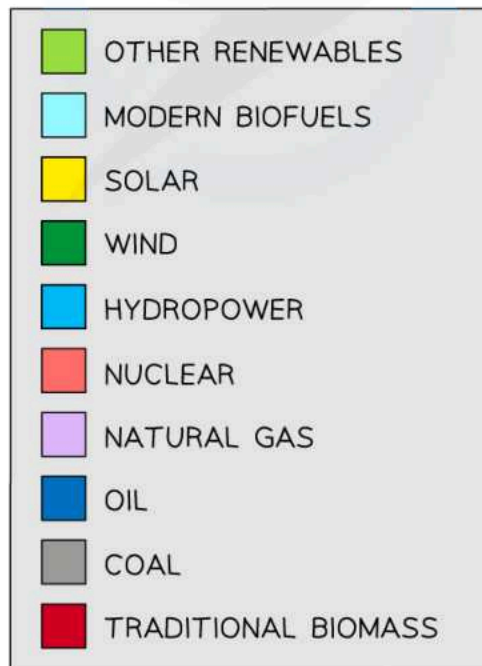 OTHER RENEWABLES
MODERN BIOFUELS
SOLAR
WIND
HYDROPOWER
NUCLEAR
NATURAL GAS
OIL
COAL
TRADITIONAL BIOMASS